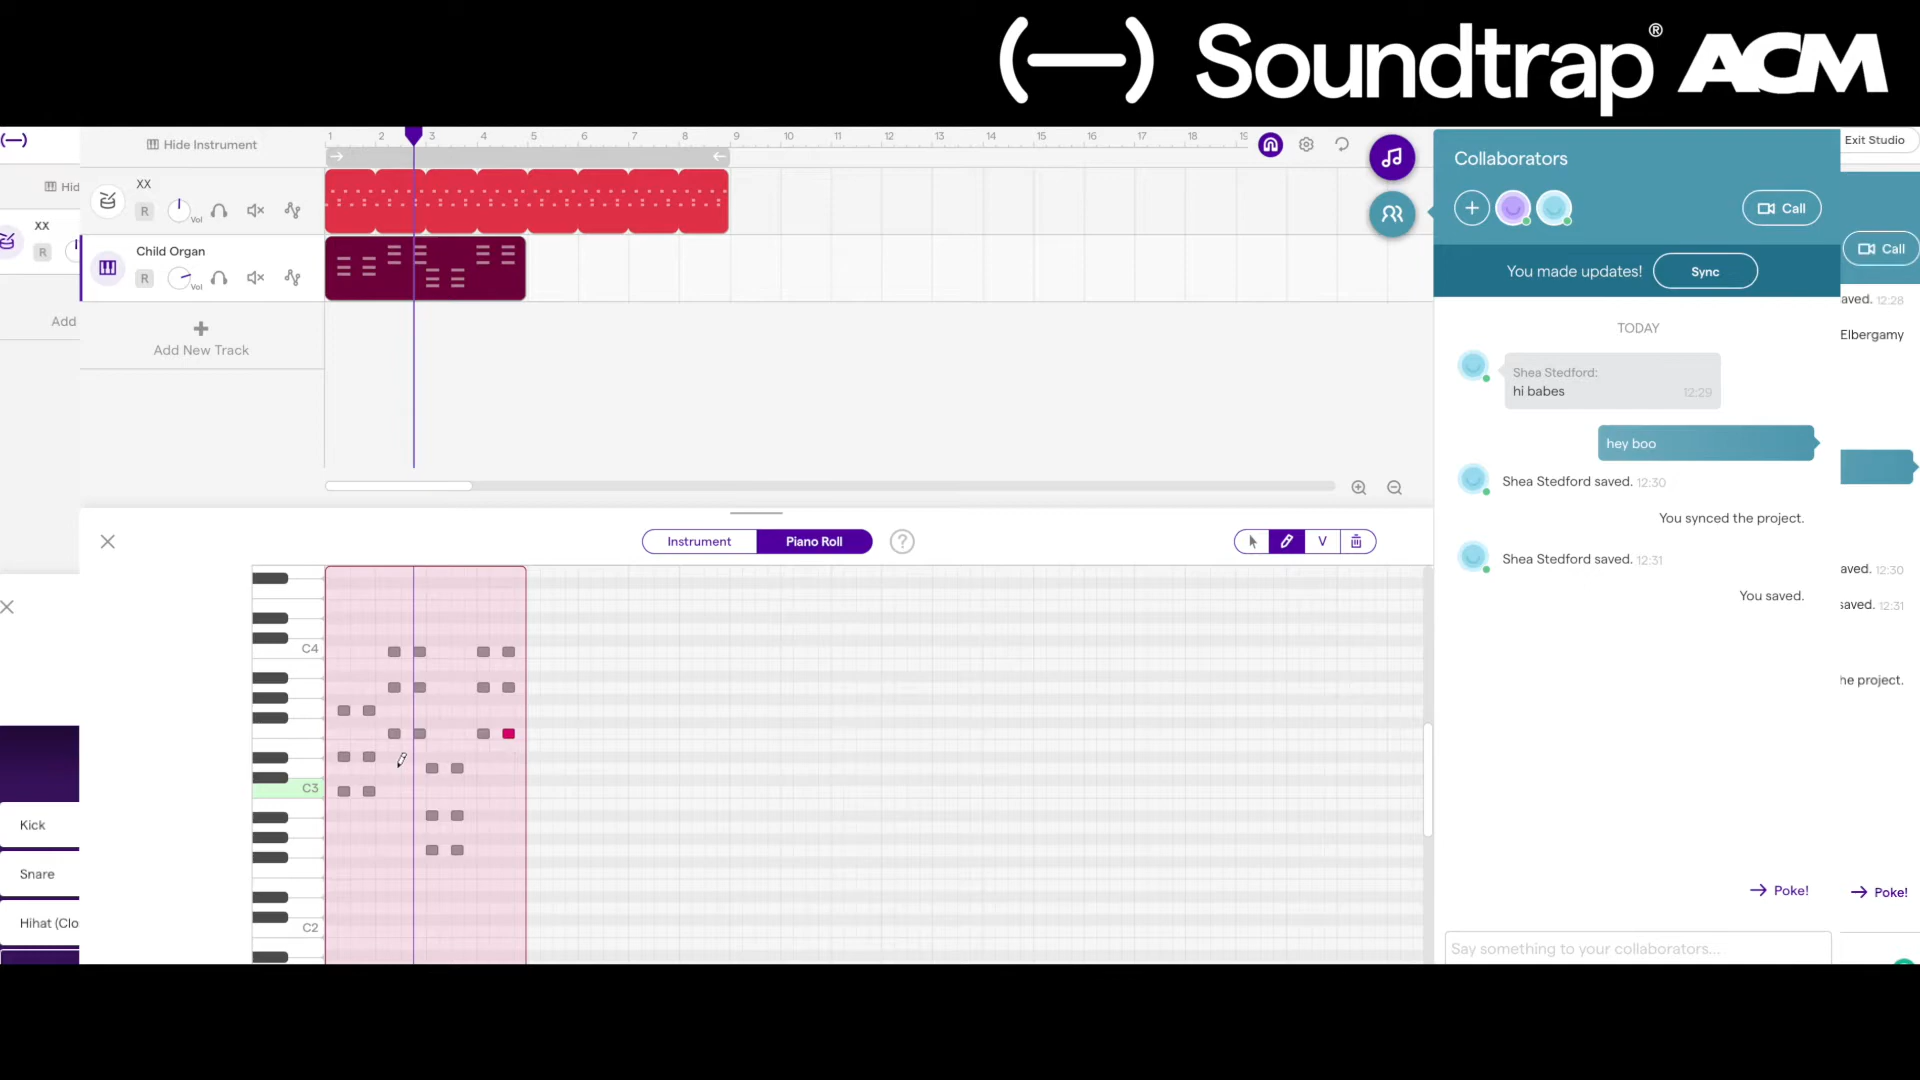 (—) Soundtrap® ACM
Hide Instrument
1 2 3 4 5 6 7 8 9 10 11 12 13 14 15 16 17 18 19
Collaborators
Exit Studio
Hid
XX
R
Vol
XX
R
Call
Call
You made updates! Sync
Child Organ
R
Vol
aved. 12:28
Add
Add New Track
TODAY
Elbergamy
Shea Stedford:
hi babes
12:29
hey boo
Shea Stedford saved. 12:30
You synced the project.
Instrument
Piano Roll
?
V
Shea Stedford saved. 12:31
aved. 12:30
You saved.
saved. 12:31
C4
he project.
C3
C2
Kick
Snare
Hihat (Clo
Poke!
Poke!
Say something to your collaborators...